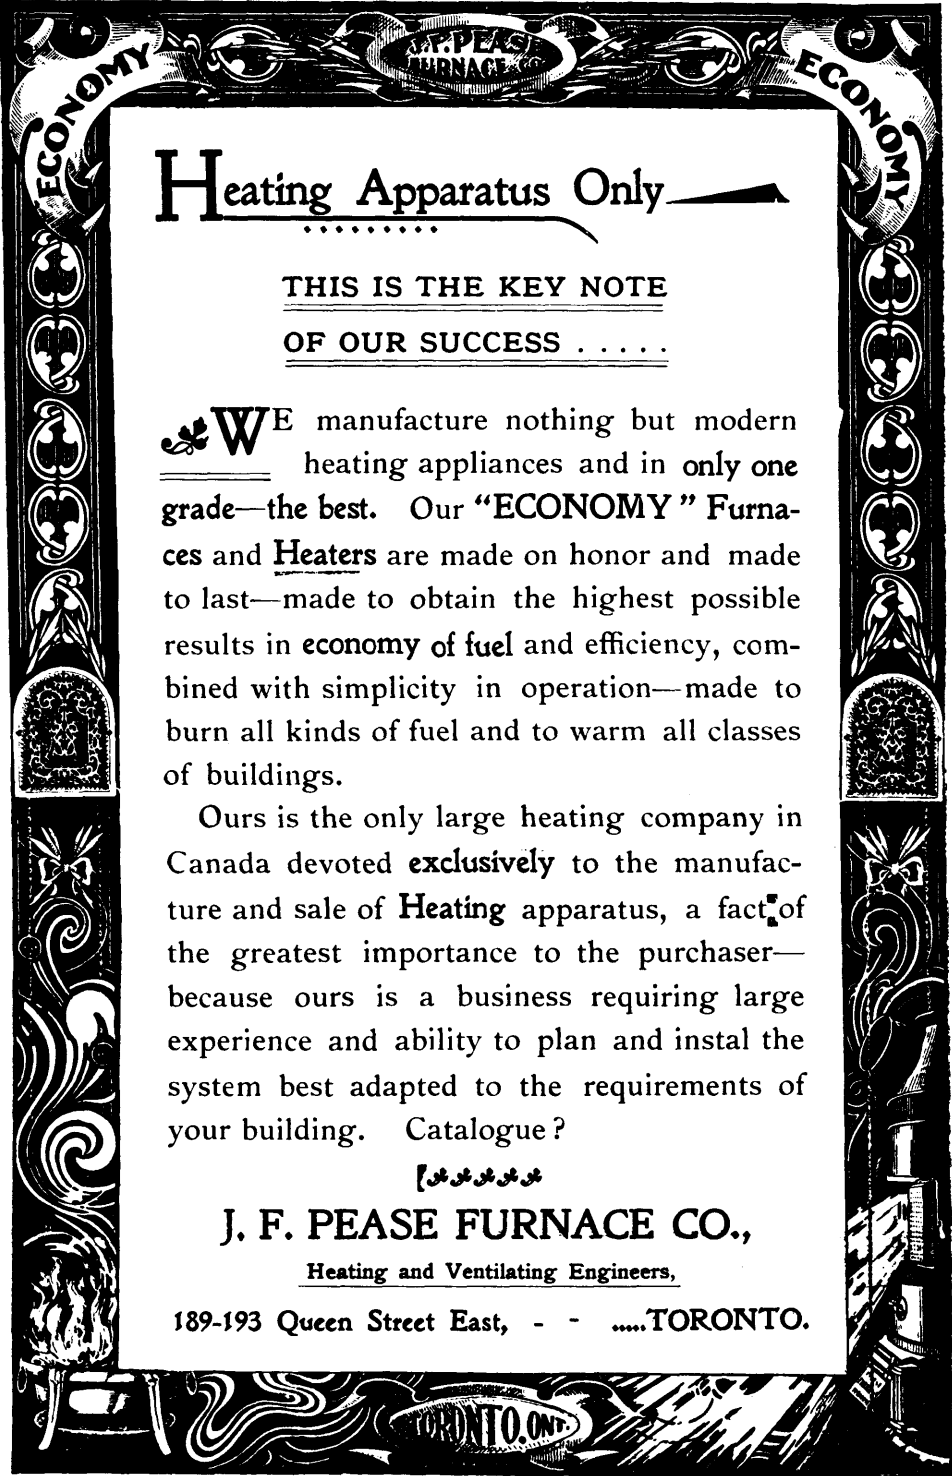 J.F. PEASE
FURNACE CO
ECONOMY
ECONOMY
Heating Apparatus Only
THIS IS THE KEY NOTE
OF OUR SUCCESS . . . . .
WE manufacture nothing but modern
heating appliances and in only one
grade—the best. Our "ECONOMY" Furna-
ces and Heaters are made on honor and made
to last—made to obtain the highest possible
results in economy of fuel and efficiency, com-
bined with simplicity in operation—made to
burn all kinds of fuel and to warm all classes
of buildings.
Ours is the only large heating company in
Canada devoted exclusively to the manufac-
ture and sale of Heating apparatus, a fact of
the greatest importance to the purchaser—
because ours is a business requiring large
experience and ability to plan and instal the
system best adapted to the requirements of
your building. Catalogue?
J. F. PEASE FURNACE CO.,
Heating and Ventilating Engineers,
189-193 Queen Street East, - - .....TORONTO.
TORONTO. ONT.